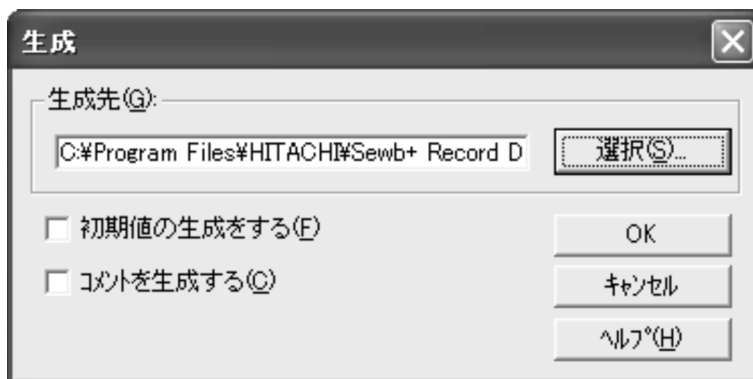 生成
生成先(G):
C:¥Program Files¥HITACHI¥Sewb+ Record D
選択(S)...
初期値の生成をする(F)
OK
コメントを生成する(C)
キャンセル
ヘルプ(H)